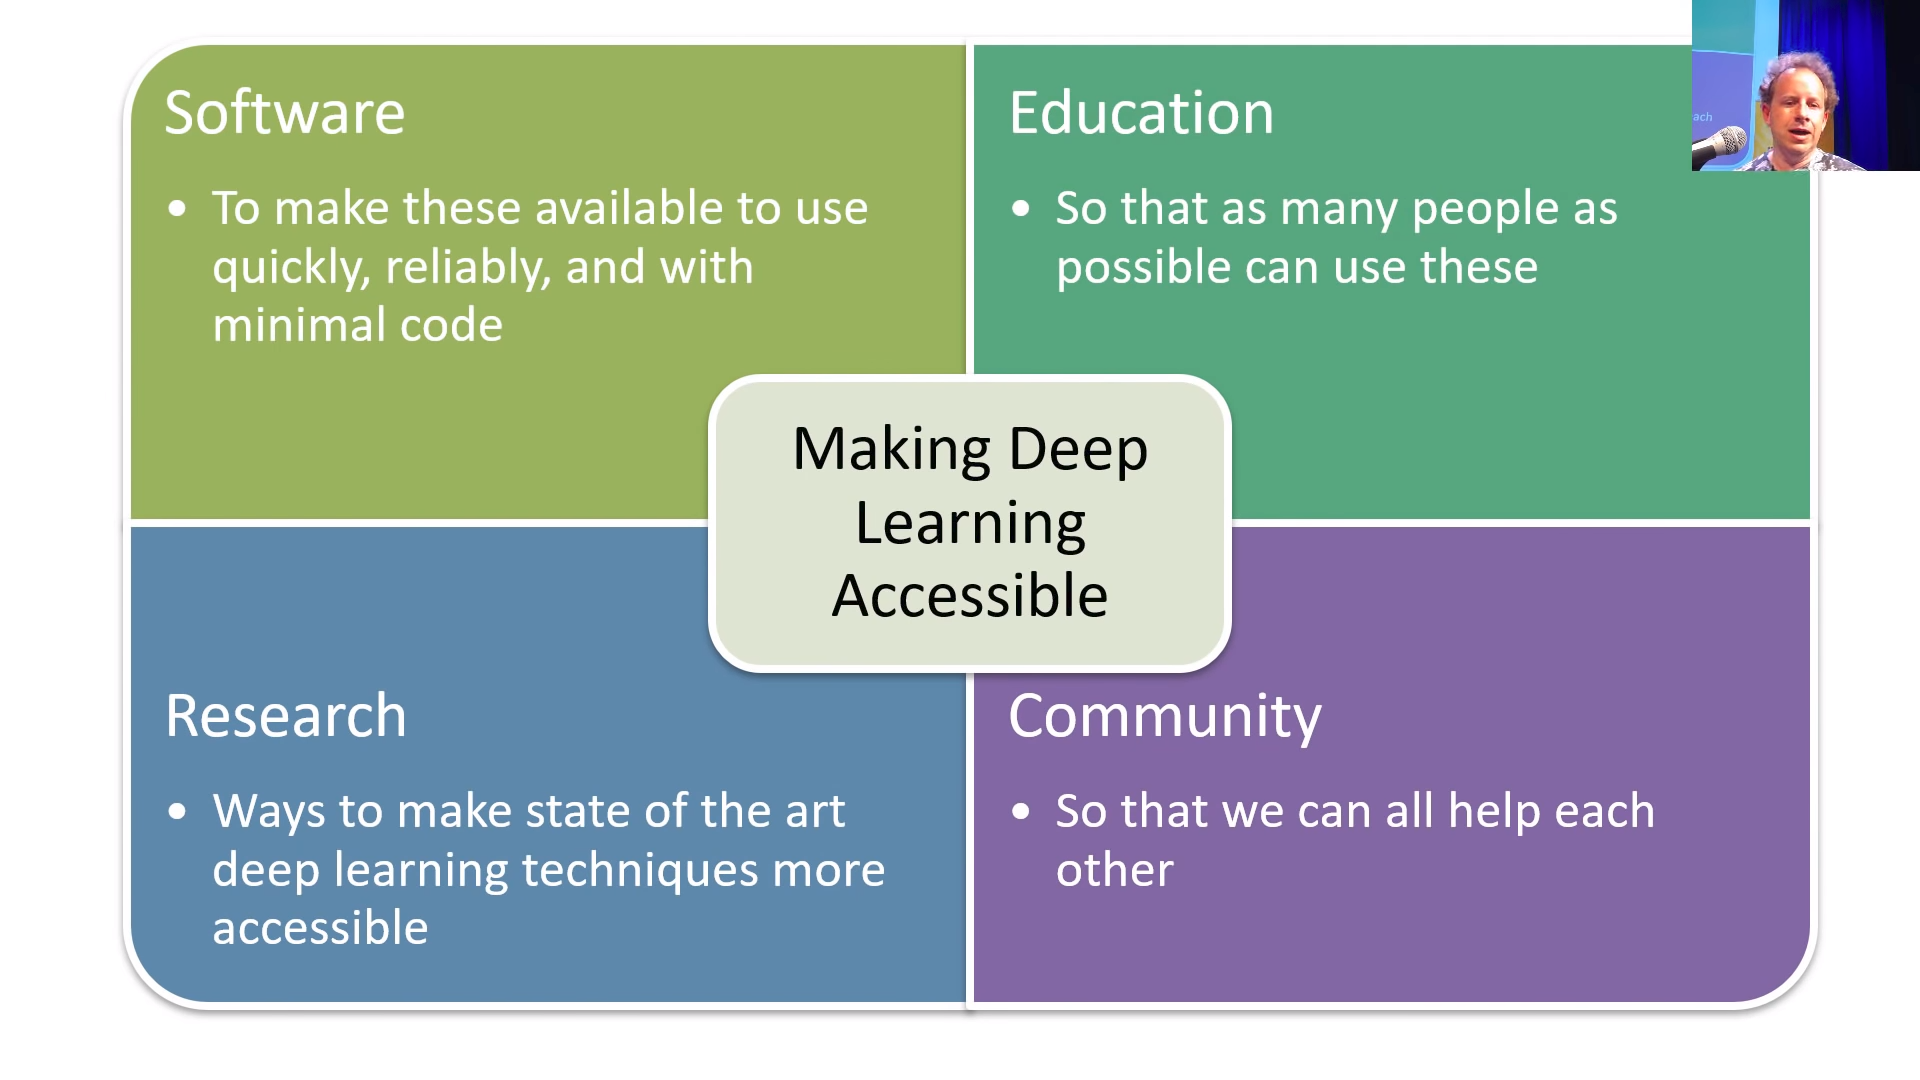 Software
• To make these available to use
quickly, reliably, and with
minimal code
Education
• So that as many people as
possible can use these
Making Deep
Learning
Accessible
Research
• Ways to make state of the art
deep learning techniques more
accessible
Community
• So that we can all help each
other
ach